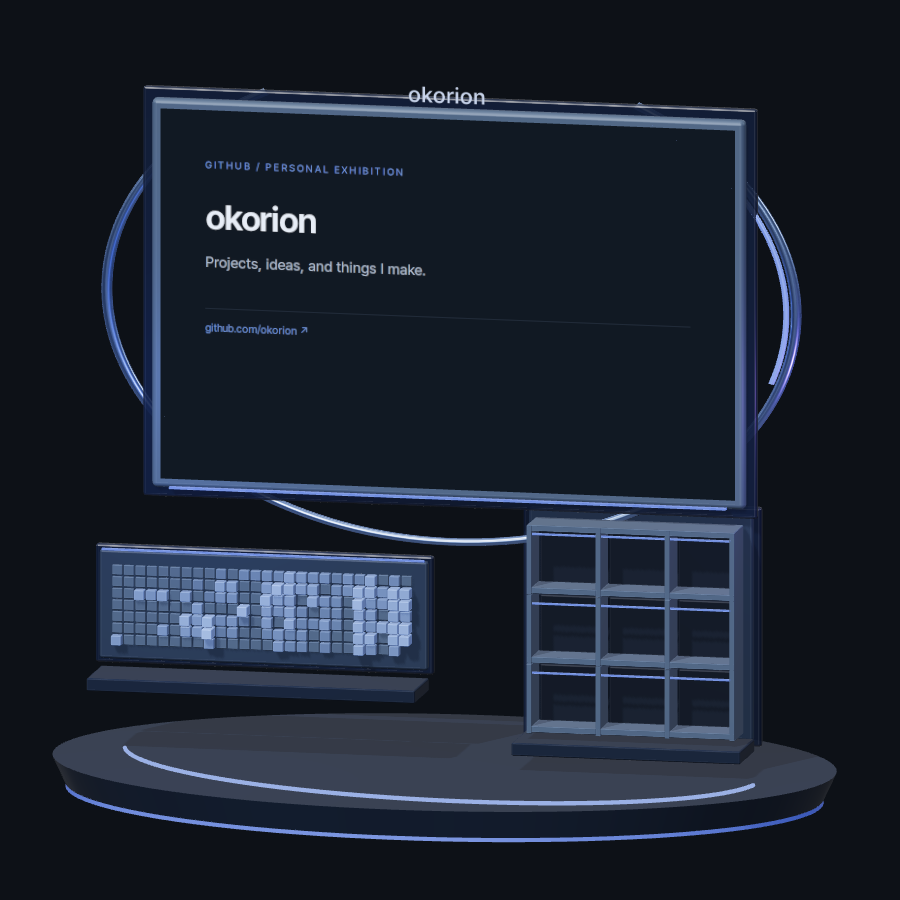 okorion
GITHUB / PERSONAL EXHIBITION
okorion
Projects, ideas, and things I make.
github.com/okorion ↗